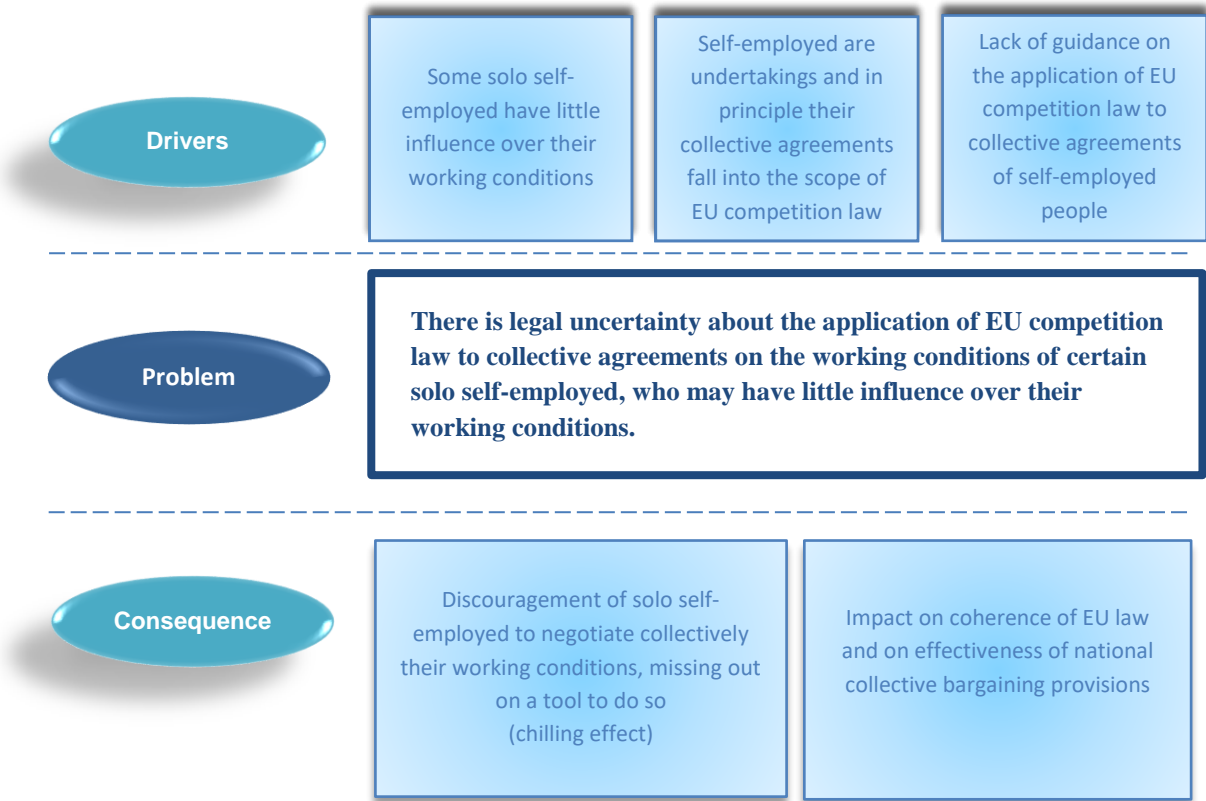 Drivers
Some solo self-
employed have little
influence over their
working conditions
Self-employed are
undertakings and in
principle their
collective agreements
fall into the scope of
EU competition law
Lack of guidance on
the application of EU
competition law to
collective agreements
of self-employed
people
Problem
There is legal uncertainty about the application of EU competition
law to collective agreements on the working conditions of certain
solo self-employed, who may have little influence over their
working conditions.
Consequence
Discouragement of solo self-
employed to negotiate collectively
their working conditions, missing out
on a tool to do so
(chilling effect)
Impact on coherence of EU law
and on effectiveness of national
collective bargaining provisions